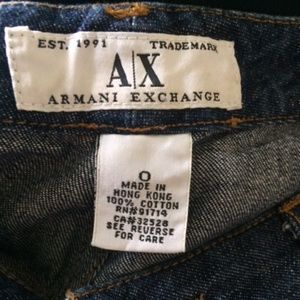 EST. 1991 TRADEMARK
A|X
ARMANI EXCHANGE
0
MADE IN
HONG KONG
100% COTTON
RN#91714
CA#32528
SEE REVERSE
FOR CARE